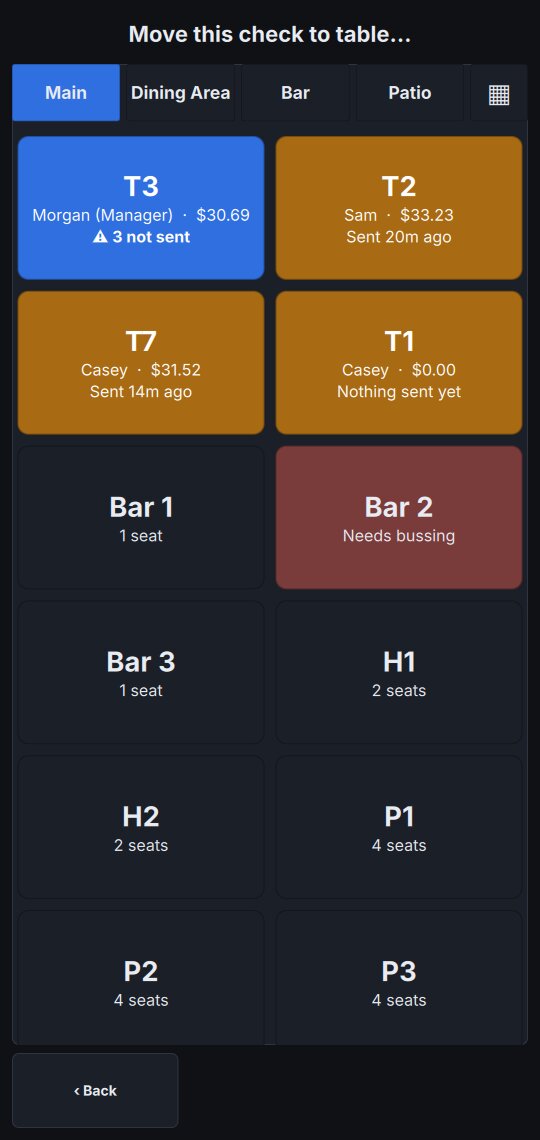 Move this check to table...
Main
Dining Area
Bar
Patio
T3
Morgan (Manager) · $30.69
⚠ 3 not sent
T2
Sam · $33.23
Sent 20m ago
T7
Casey · $31.52
Sent 14m ago
T1
Casey · $0.00
Nothing sent yet
Bar 1
1 seat
Bar 2
Needs bussing
Bar 3
1 seat
H1
2 seats
H2
2 seats
P1
4 seats
P2
4 seats
P3
4 seats
‹ Back